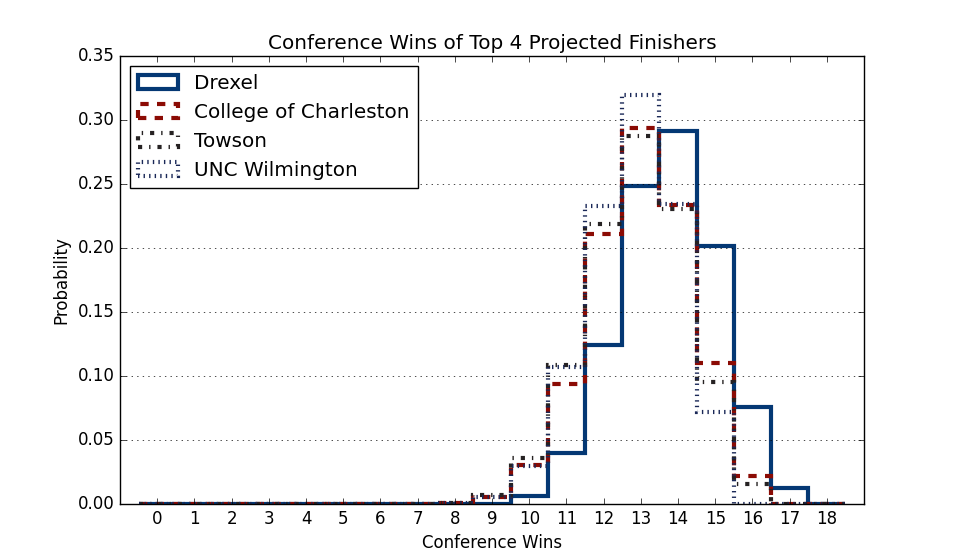 Conference Wins of Top 4 Projected Finishers
0.35
0.30
0.25
0.20
0.15
0.10
0.05
0.00
Probability
Drexel
College of Charleston
Towson
UNC Wilmington
0 1 2 3 4 5 6 7 8 9 10 11 12 13 14 15 16 17 18
Conference Wins